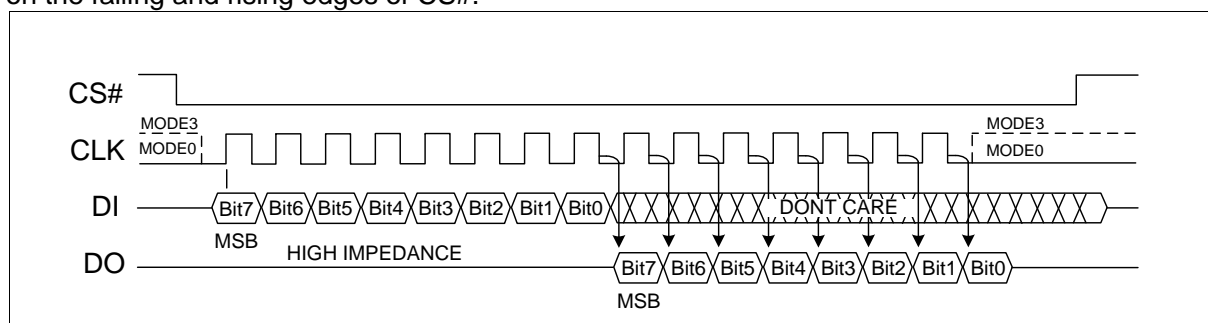 on the falling and rising edges of CS#.
CS#
MODE3 MODE3
CLK MODE0 MODE0
DI Bit7 Bit6 Bit5 Bit4 Bit3 Bit2 Bit1 Bit0 DONT CARE
MSB
DO HIGH IMPEDANCE Bit7 Bit6 Bit5 Bit4 Bit3 Bit2 Bit1 Bit0
MSB